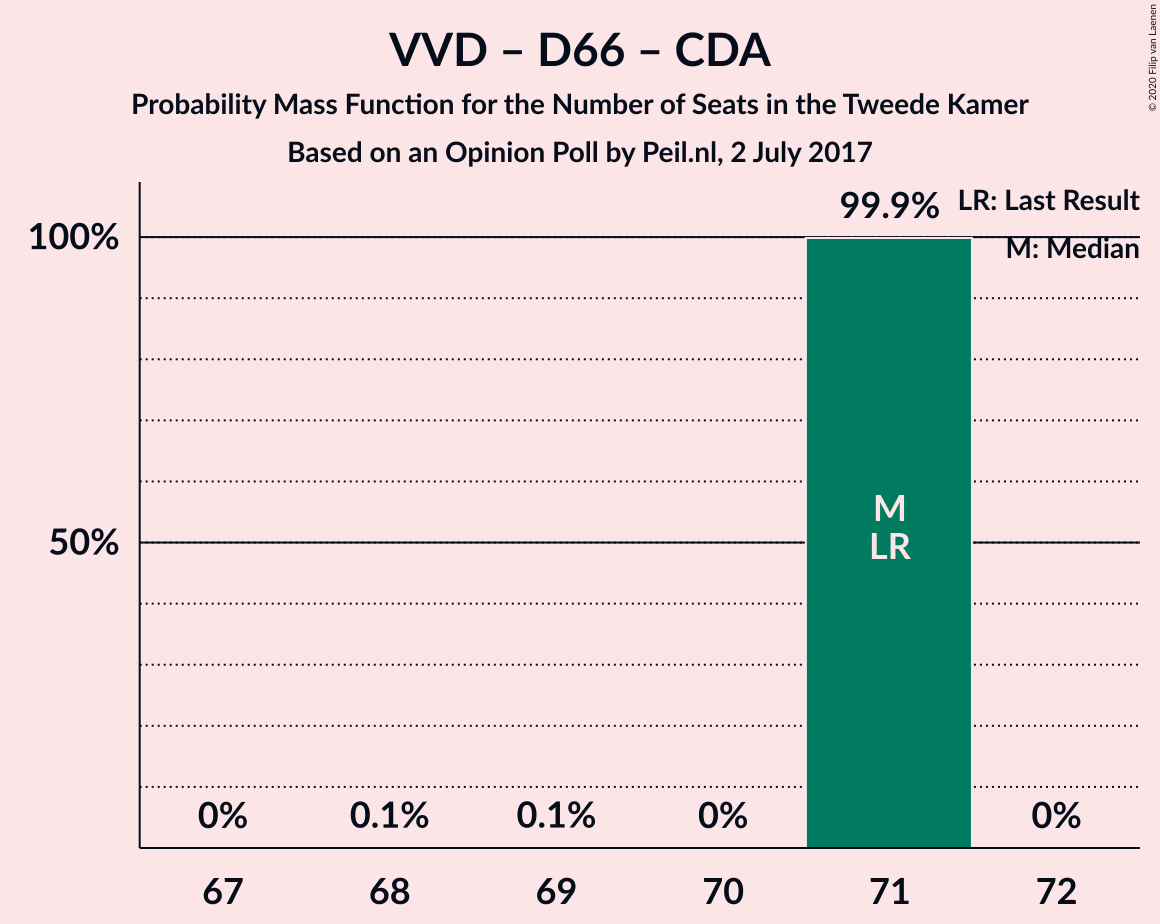 VVD – D66 – CDA
Probability Mass Function for the Number of Seats in the Tweede Kamer
Based on an Opinion Poll by Peil.nl, 2 July 2017
© 2020 Filip van Laenen
99.9%
LR: Last Result
M: Median
100%
50%
M
LR
0%
0.1%
0.1%
0%
0%
67
68
69
70
71
72